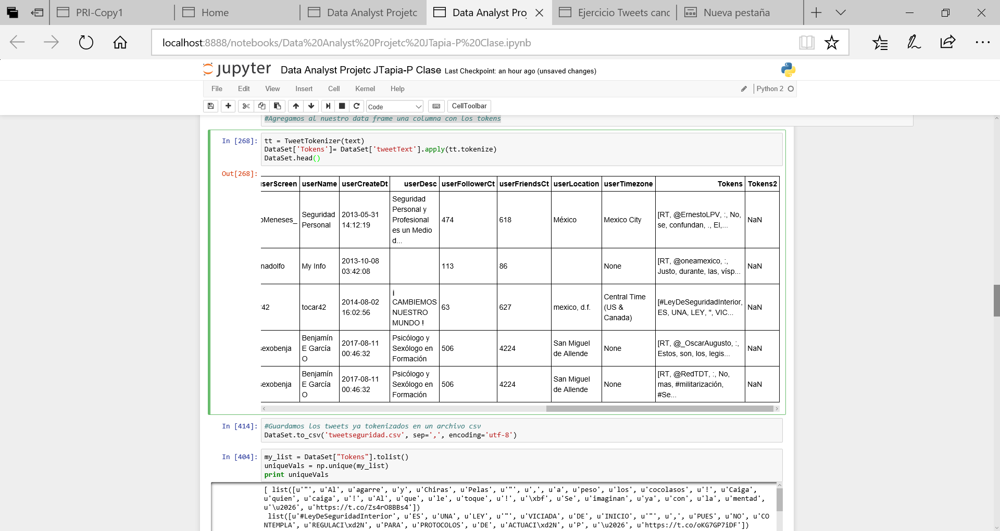 PRI-Copy1
Home
Data Analyst Projetc
Data Analyst Pro
Ejercicio Tweets canc
Nueva pestaña
localhost:8888/notebooks/Data%20Analyst%20Projetc%20JTapia-P%20Clase.ipynb
jupyter Data Analyst Projetc JTapia-P Clase Last Checkpoint: an hour ago (unsaved changes)
File Edit View Insert Cell Kernel Help Python 2
Code CellToolbar
#Agregamos al nuestro data frame una columna con los tokens
In [268]: tt = TweetTokenizer(text)
DataSet['Tokens']= DataSet['tweetText'].apply(tt.tokenize)
DataSet.head()
Out[268]:
userScreen userName userCreateDt userDesc userFollowerCt userFriendsCt userLocation userTimezone Tokens Tokens2
oMeneses_ Seguridad Personal 2013-05-31 14:12:19 Seguridad Personal y Profesional es un Medio d... 474 618 México Mexico City [RT, @ErnestoLPV, :, No, se, confundan, ., El,... NaN
nadolfo My Info 2013-10-08 03:42:08 113 86 None [RT, @oneamexico, :, Justo, durante, las, vísp... NaN
r42 tocar42 2014-08-02 16:02:56 ¡ CAMBIEMOS NUESTRO MUNDO ! 63 627 mexico, d.f. Central Time (US & Canada) [#LeyDeSeguridadInterior, ES, UNA, LEY, ", VIC... NaN
sexobenja Benjamín E García O 2017-08-11 00:46:32 Psicólogo y Sexólogo en Formación 506 4224 San Miguel de Allende None [RT, @_OscarAugusto, :, Estos, son, los, legis... NaN
sexobenja Benjamín E García O 2017-08-11 00:46:32 Psicólogo y Sexólogo en Formación 506 4224 San Miguel de Allende None [RT, @RedTDT, :, No, mas, #militarización, #Se... NaN
In [414]: #Guardamos los tweets ya tokenizados en un archivo csv
DataSet.to_csv('tweetseguridad.csv', sep=',', encoding='utf-8')
In [404]: my_list = DataSet["Tokens"].tolist()
uniqueVals = np.unique(my_list)
print uniqueVals
[ list([u'"', u'Al', u'agarre', u'y', u'Chiras', u'Pelas', u'"', u',', u'a', u'peso', u'los', u'cocolasos', u'!', u'Caiga',
u'quien', u'caiga', u'!', u'Al', u'que', u'le', u'toque', u'!', u'\xbf', u'Se', u'imaginan', u'ya', u'con', u'la', u'mentad',
u'\u2026', u'https://t.co/Zs4rO8BBs4'])
list([u'#LeyDeSeguridadInterior', u'ES', u'UNA', u'LEY', u'"', u'VICIADA', u'DE', u'INICIO', u'"', u',', u'PUES', u'NO', u'CO
NTEMPLA', u'REGULACI\xd2N', u'PARA', u'PROTOCOLOS', u'DE', u'ACTUACI\xd2N', u'P', u'\u2026', u'https://t.co/oKG7GP7iDF'])